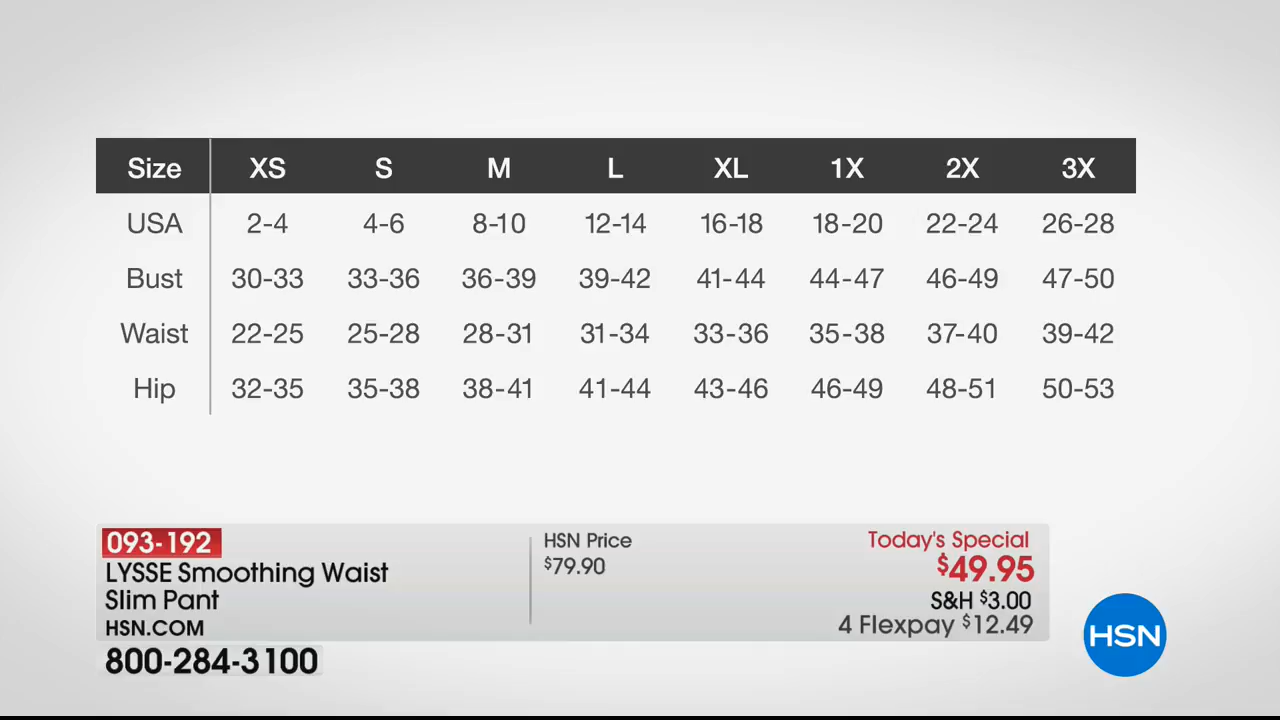 Size XS S M L XL 1X 2X 3X
USA 2-4 4-6 8-10 12-14 16-18 18-20 22-24 26-28
Bust 30-33 33-36 36-39 39-42 41-44 44-47 46-49 47-50
Waist 22-25 25-28 28-31 31-34 33-36 35-38 37-40 39-42
Hip 32-35 35-38 38-41 41-44 43-46 46-49 48-51 50-53
093-192
LYSSE Smoothing Waist
Slim Pant
HSN.COM
800-284-3100
HSN Price
$79.90
Today's Special
$49.95
S&H $3.00
4 Flexpay $12.49
HSN